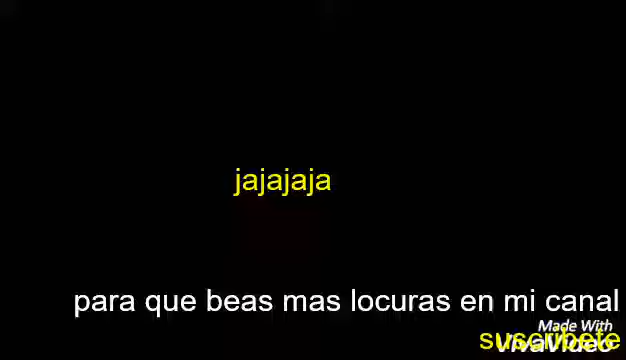 jajajaja
para que beas mas locuras en mi canal
Made With
suscribete
VivaVideo